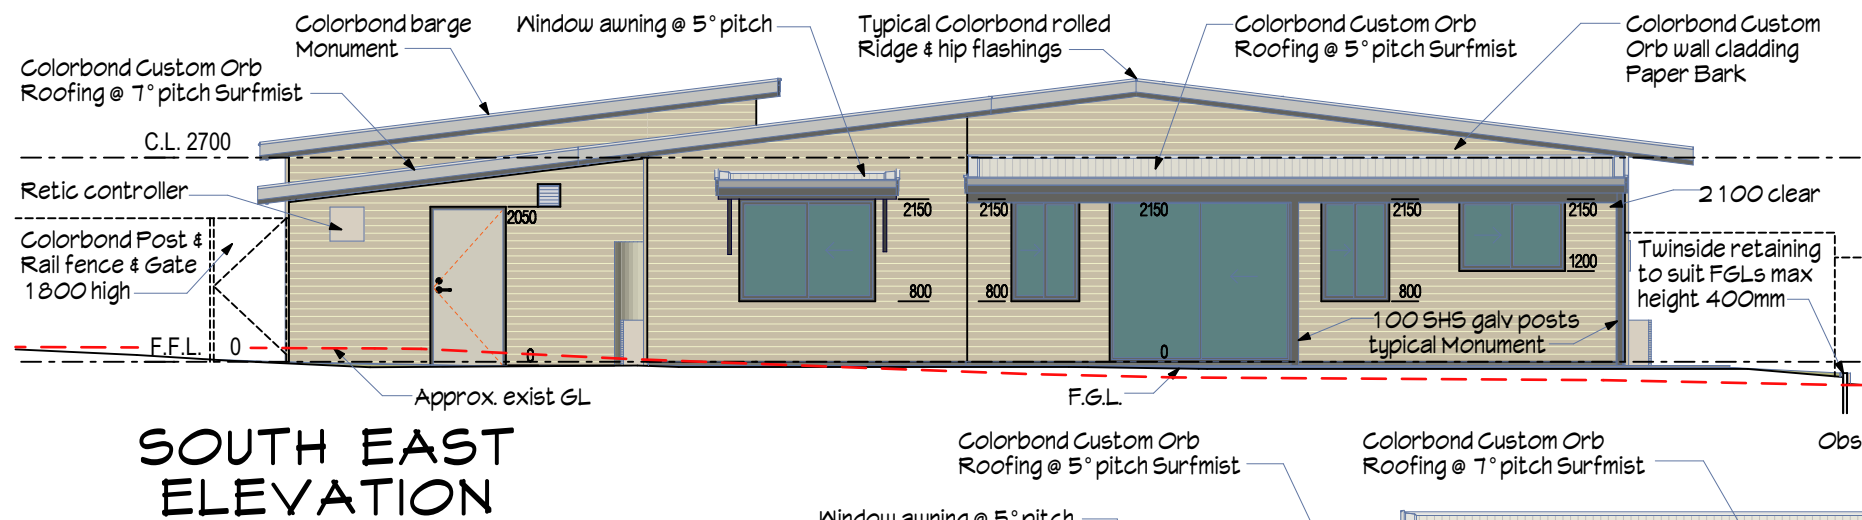 Colorbond barge
Monument
Window awning @ 5° pitch
Typical Colorbond rolled
Ridge & hip flashings
Colorbond Custom Orb
Roofing @ 5° pitch Surfmist
Colorbond Custom
Orb wall cladding
Paper Bark
Colorbond Custom Orb
Roofing @ 7° pitch Surfmist
C.L. 2700
Retic controller
2100 clear
2050
2150
2150
2150
2150
2150
Colorbond Post &
Rail fence & Gate
1800 high
Twinside retaining
to suit FGLs max
height 400mm
1200
800
800
800
100 SHS galv posts
typical Monument
F.F.L. 0
0
0
Approx. exist GL
F.G.L.
SOUTH EAST
ELEVATION
Colorbond Custom Orb
Roofing @ 5° pitch Surfmist
Colorbond Custom Orb
Roofing @ 7° pitch Surfmist
Obs
Window awning @ 5° pitch